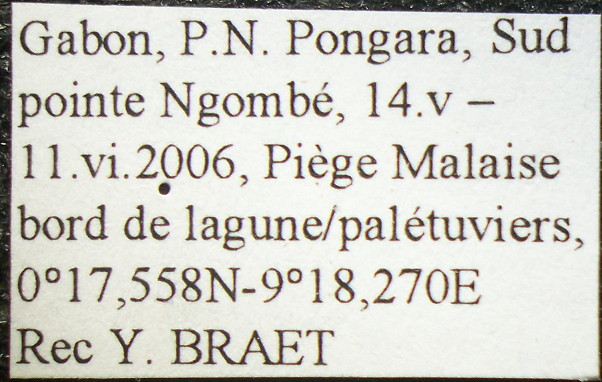 Gabon, P.N. Pongara, Sud
pointe Ngombé, 14.v –
11.vi.2006, Piège Malaise
bord de lagune/palétuviers,
0°17,558N-9°18,270E
Rec Y. BRAET